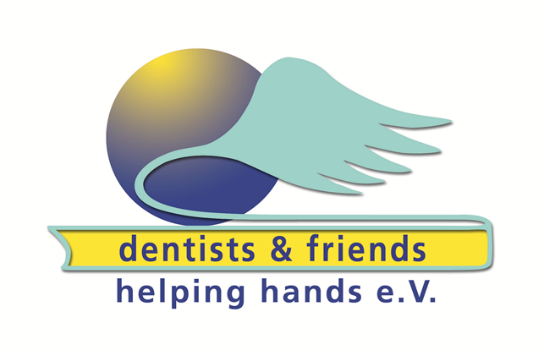 dentists & friends
helping hands e.V.